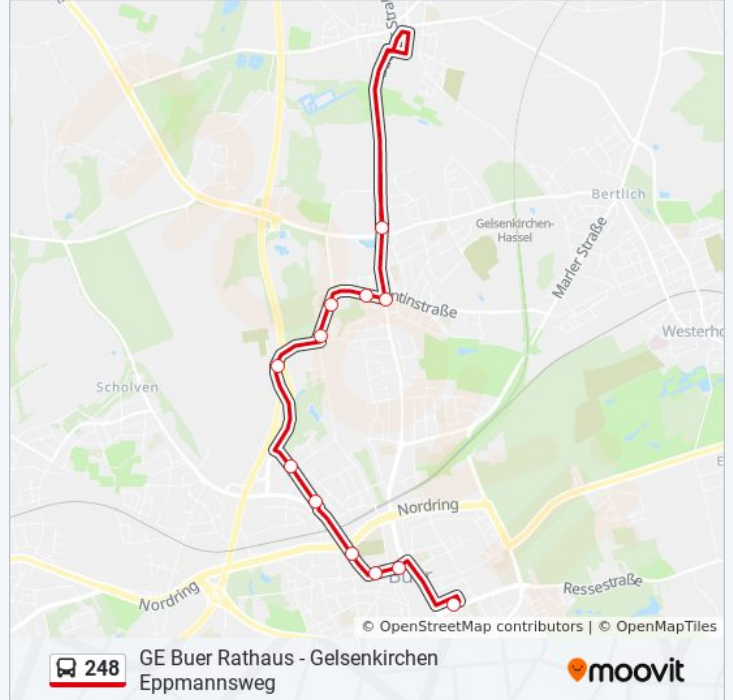 Stra
Bertlich
Gelsenkirchen-
Hassel
Marler Straße
ntinstraße
Westerho
Scholven
E
Nordring
Buer
Nordring
Ressestraße
© OpenStreetMap contributors | © OpenMapTiles
248
GE Buer Rathaus - Gelsenkirchen
Eppmannsweg
moovit